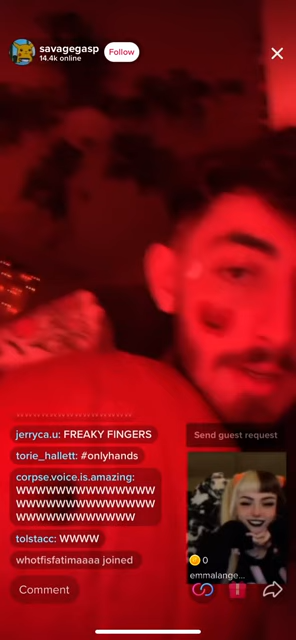 savagegasp
Follow
14.4k online
jerryca.u: FREAKY FINGERS
torie_hallett: #onlyhands
Send guest request
corpse.voice.is.amazing:
WWWWWWWWWWWWWWW
WWWWWWWWWWWWWWW
WWWWWWWWWWWWW
tolstacc: WWWW
whotfisfatimaaaa joined
0
emmalange...
Comment